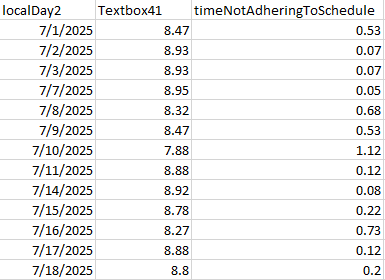 localDay2 Textbox41 timeNotAdheringToSchedule
7/1/2025 8.47 0.53
7/2/2025 8.93 0.07
7/3/2025 8.93 0.07
7/7/2025 8.95 0.05
7/8/2025 8.32 0.68
7/9/2025 8.47 0.53
7/10/2025 7.88 1.12
7/11/2025 8.88 0.12
7/14/2025 8.92 0.08
7/15/2025 8.78 0.22
7/16/2025 8.27 0.73
7/17/2025 8.88 0.12
7/18/2025 8.8 0.2